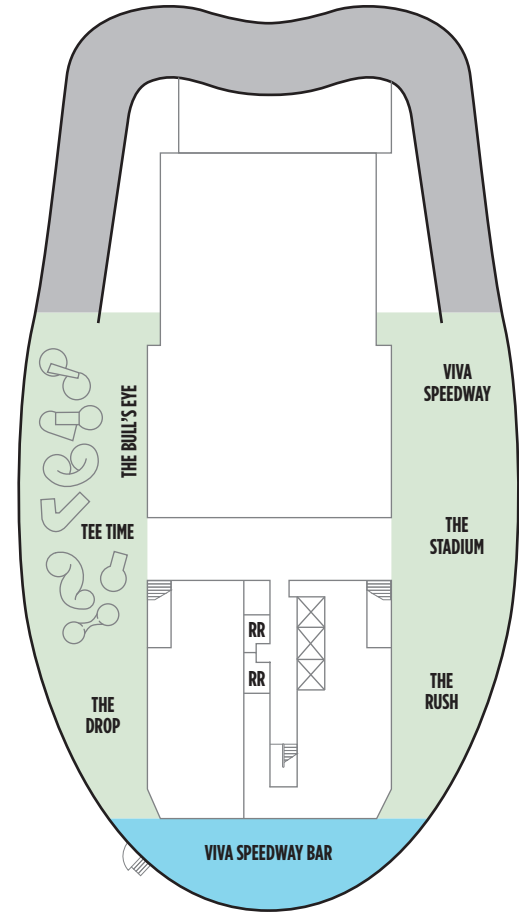 VIVA
SPEEDWAY
THE BULL'S EYE
TEE TIME
THE
STADIUM
RR
RR
THE
RUSH
THE
DROP
VIVA SPEEDWAY BAR